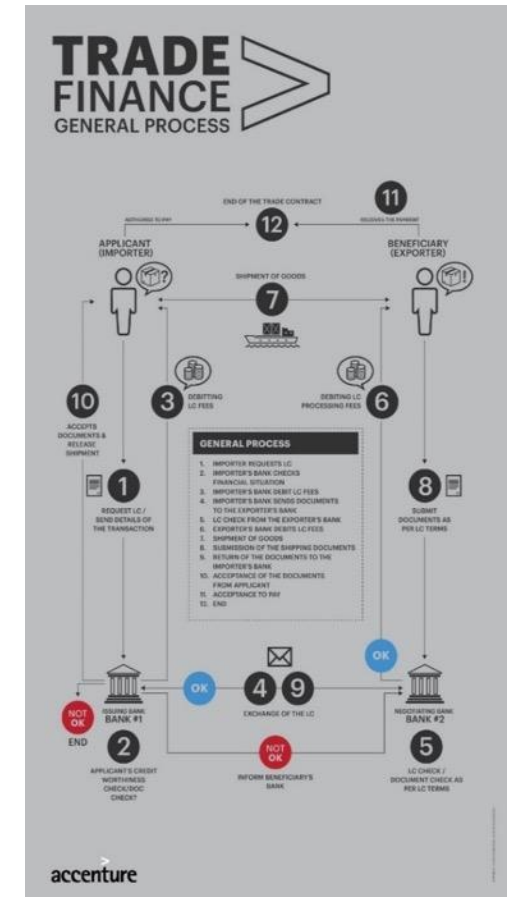 TRADE
FINANCE
GENERAL PROCESS
11
END OF THE TRADE CONTRACT
AUTHORISE TO PAY
RECEIVES THE PAYMENT
12
APPLICANT
(IMPORTER)
BENEFICIARY
(EXPORTER)
?
!
SHIPMENT OF GOODS
7
10
ACCEPTS
DOCUMENTS &
RELEASE
SHIPMENT
3
DEBITTING
LC FEES
DEBITING LC
PROCESSING FEES
6
1
REQUEST LC /
SEND DETAILS OF
THE TRANSACTION
GENERAL PROCESS
1. IMPORTER REQUESTS LC
2. IMPORTER'S BANK CHECKS
FINANCIAL SITUATION
3. IMPORTER'S BANK DEBIT LC FEES
4. IMPORTER'S BANK SENDS DOCUMENTS
TO THE EXPORTER'S BANK
5. LC CHECK FROM THE EXPORTER'S BANK
6. EXPORTER'S BANK DEBITS LC FEES
7. SHIPMENT OF GOODS
8. SUBMISSION OF THE SHIPPING DOCUMENTS
9. RETURN OF THE DOCUMENTS TO THE
IMPORTER'S BANK
10. ACCEPTANCE OF THE DOCUMENTS
FROM APPLICANT
11. ACCEPTANCE TO PAY
12. END
8
SUBMIT
DOCUMENTS AS
PER LC TERMS
OK
OK
4 9
EXCHANGE OF THE LC
ISSUING BANK
BANK #1
NEGOTIATING BANK
BANK #2
NOT
OK
END
2
APPLICANT'S CREDIT
WORTHINESS
CHECK/DOC
CHECK?
NOT
OK
INFORM BENEFICIARY'S
BANK
5
LC CHECK /
DOCUMENT CHECK AS
PER LC TERMS
accenture